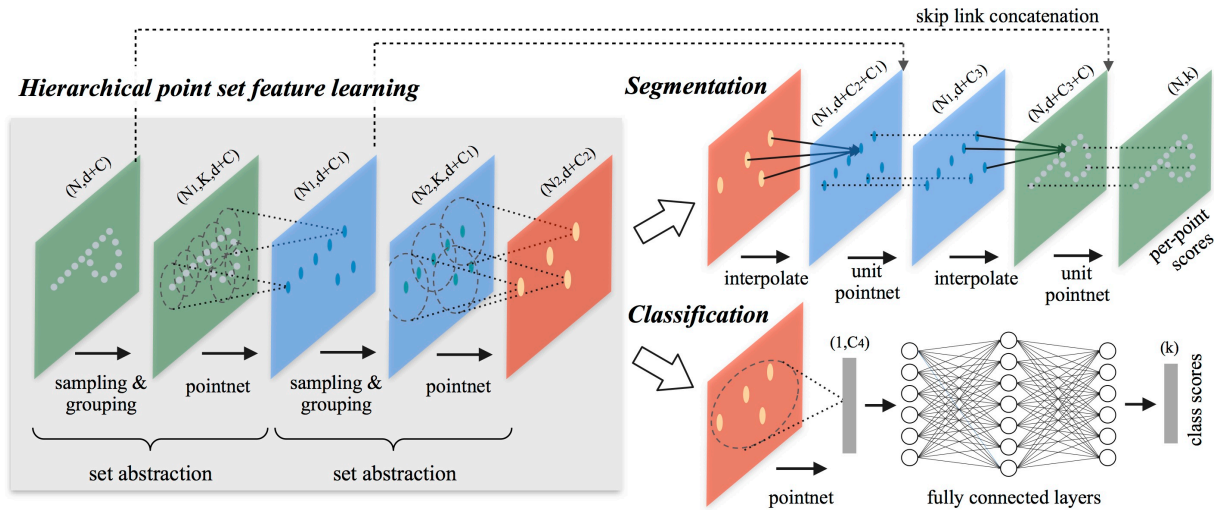 skip link concatenation
Hierarchical point set feature learning
(N,d+C)
(N1,K,d+C)
(N1,d+C1)
(N2,K,d+C1)
(N2,d+C2)
sampling &
grouping
pointnet
sampling &
grouping
pointnet
set abstraction
set abstraction
Segmentation
(N1,d+C2+C1)
(N1,d+C3)
(N,d+C3+C)
(N,k)
interpolate
unit
pointnet
interpolate
unit
pointnet
per-point
scores
Classification
(1,C4)
(k)
class scores
pointnet
fully connected layers